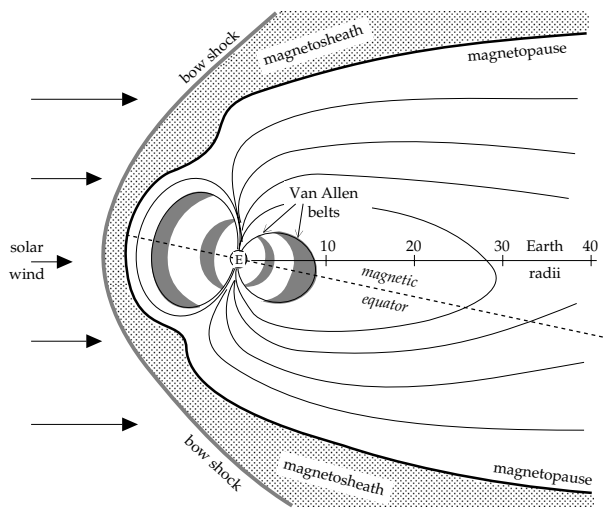 bow shock
magnetosheath
magnetopause
Van Allen
belts
solar
wind
E
10
20
30
Earth
radii
40
magnetic
equator
bow shock
magnetosheath
magnetopause